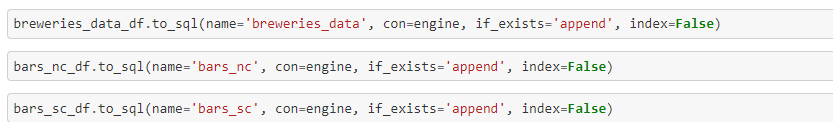 breweries_data_df.to_sql(name='breweries_data', con=engine, if_exists='append', index=False)
bars_nc_df.to_sql(name='bars_nc', con=engine, if_exists='append', index=False)
bars_sc_df.to_sql(name='bars_sc', con=engine, if_exists='append', index=False)